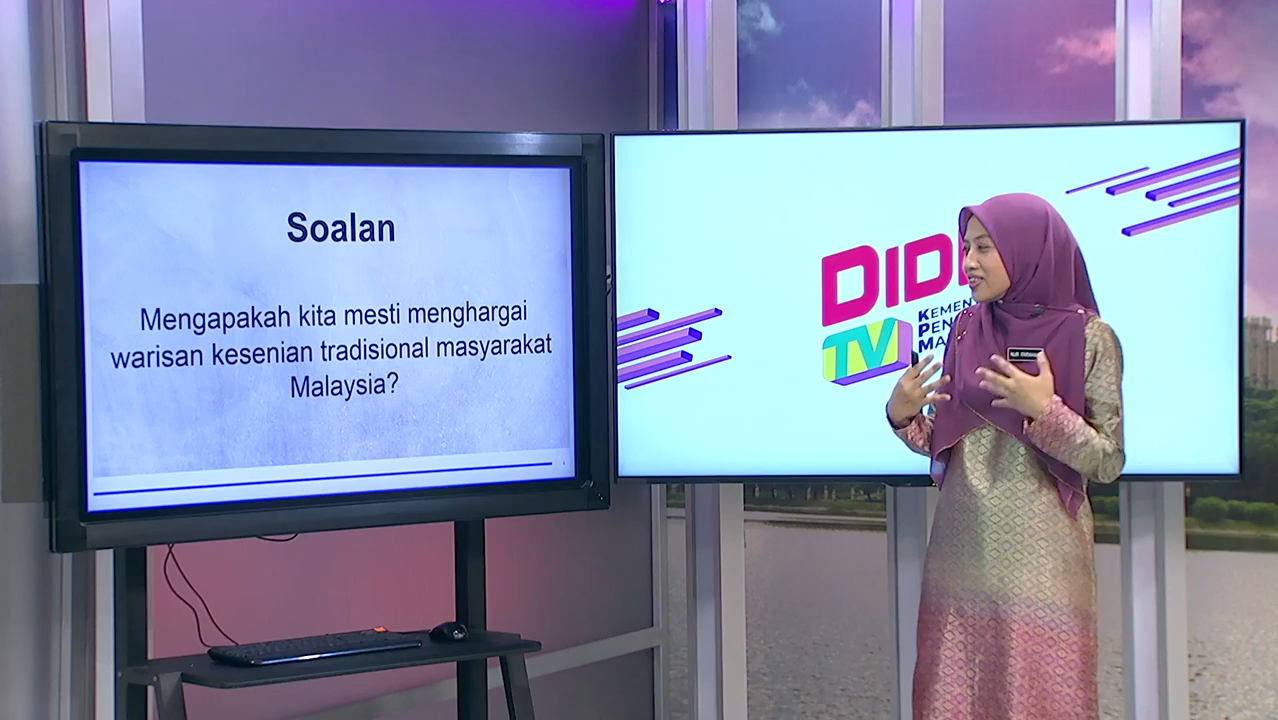 Soalan
Mengapakah kita mesti menghargai
warisan kesenian tradisional masyarakat
Malaysia?
DID
TV
KEMEN
PEN
MA